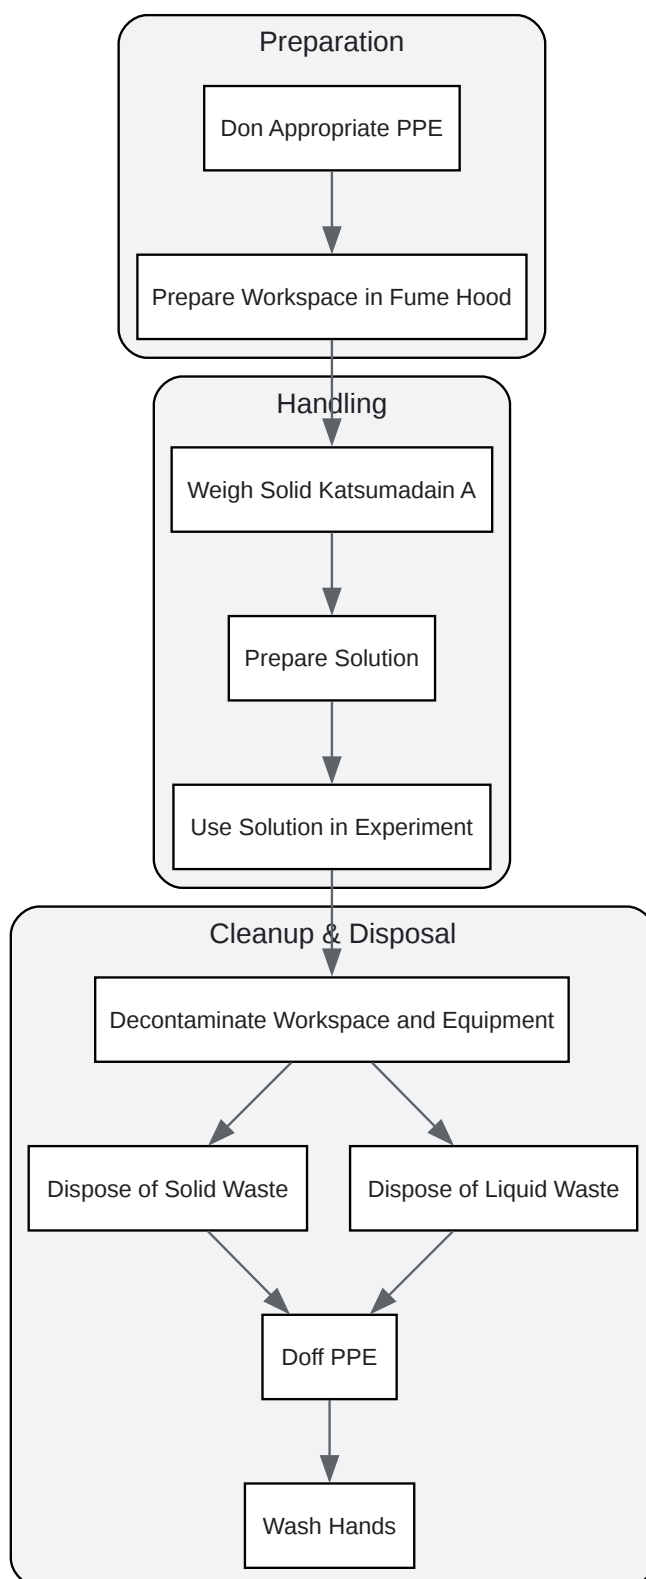 Preparation
Don Appropriate PPE
Prepare Workspace in Fume Hood
Handling
Weigh Solid Katsumadain A
Prepare Solution
Use Solution in Experiment
Cleanup & Disposal
Decontaminate Workspace and Equipment
Dispose of Solid Waste
Dispose of Liquid Waste
Doff PPE
Wash Hands